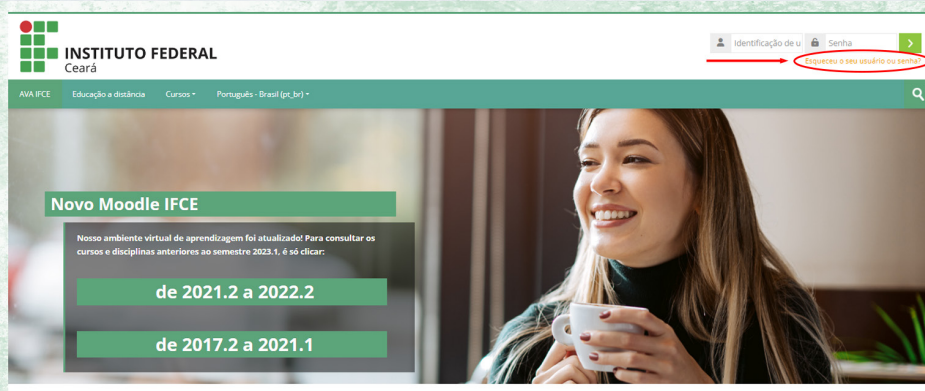 INSTITUTO FEDERAL
Ceará
Identificação de u
Senha
Esqueceu o seu usuário ou senha?
AVA IFCE
Educação a distância
Cursos
Português - Brasil (pt_br)
Novo Moodle IFCE
Nosso ambiente virtual de aprendizagem foi atualizado! Para consultar os
cursos e disciplinas anteriores ao semestre 2023.1, é só clicar:
de 2021.2 a 2022.2
de 2017.2 a 2021.1